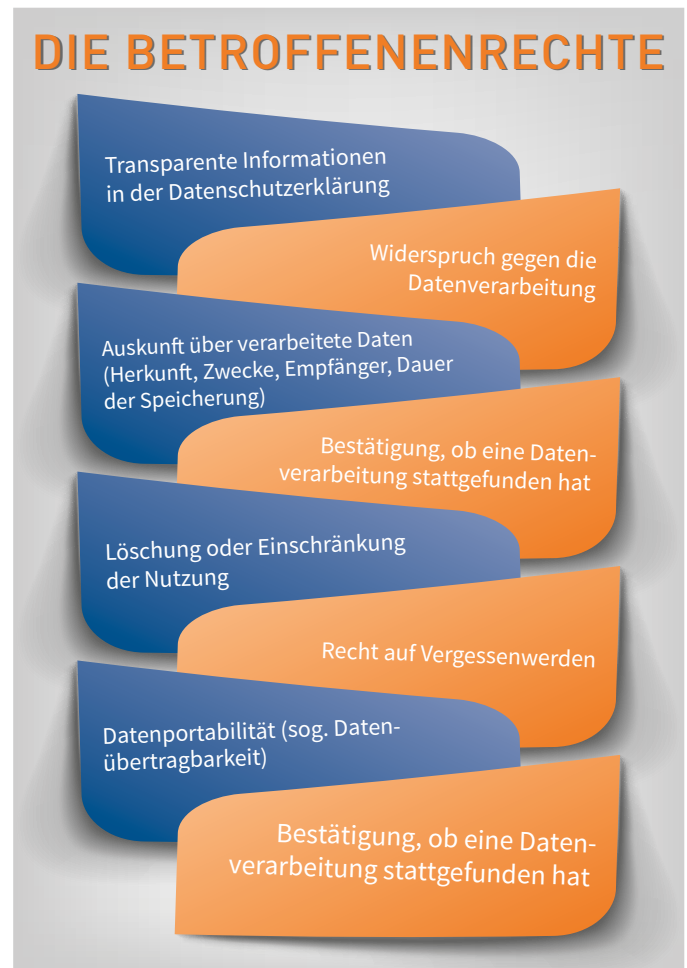 DIE BETROFFENENRECHTE
Transparente Informationen
in der Datenschutzerklärung
Widerspruch gegen die
Datenverarbeitung
Auskunft über verarbeitete Daten
(Herkunft, Zwecke, Empfänger, Dauer
der Speicherung)
Bestätigung, ob eine Daten-
verarbeitung stattgefunden hat
Löschung oder Einschränkung
der Nutzung
Recht auf Vergessenwerden
Datenportabilität (sog. Daten-
übertragbarkeit)
Bestätigung, ob eine Daten-
verarbeitung stattgefunden hat